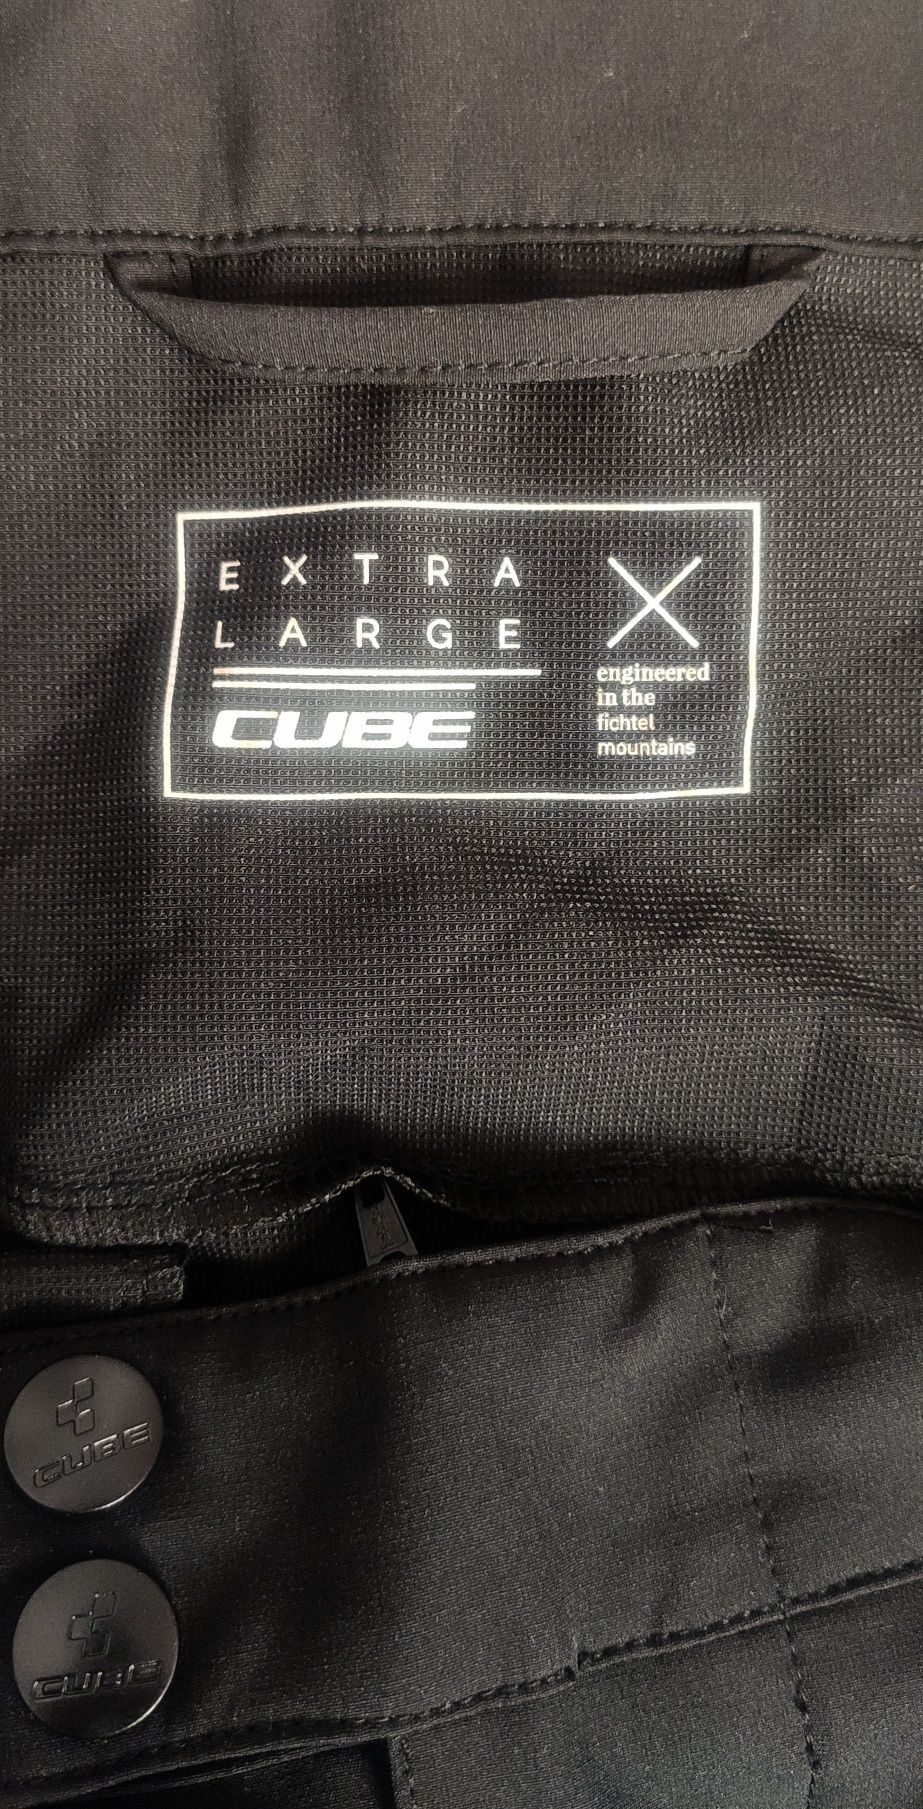 EXTRA
LARGE
CUBE
engineered
in the
fichtel
mountains
CUBE
CUBE